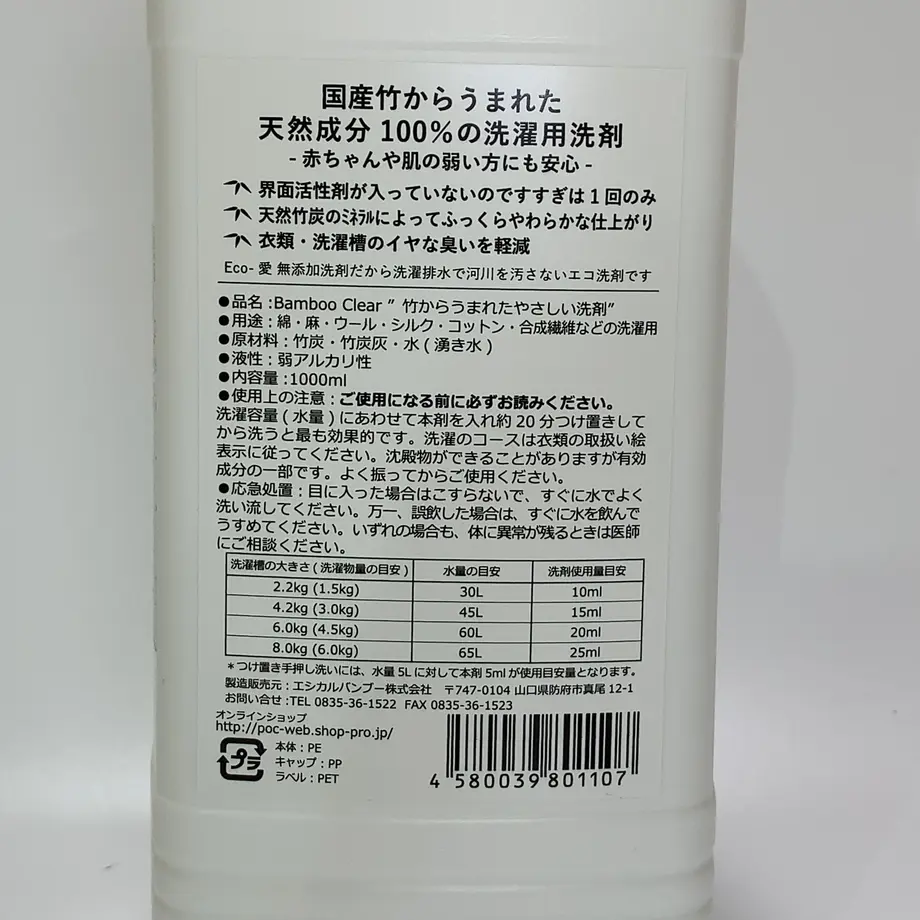 国産竹からうまれた
天然成分 100%の洗濯用洗剤
- 赤ちゃんや肌の弱い方にも安心 -
界面活性剤が入っていないのですすぎは１回のみ
天然竹炭のﾐﾈﾗﾙによってふっくらやわらかな仕上がり
衣類・洗濯槽のイヤな臭いを軽減
Eco- 愛 無添加洗剤だから洗濯排水で河川を汚さないエコ洗剤です
●品名 : Bamboo Clear ” 竹からうまれたやさしい洗剤”
●用途 : 綿・麻・ウール・シルク・コットン・合成繊維などの洗濯用
●原材料 : 竹炭・竹炭灰・水 ( 湧き水 )
●液性 : 弱アルカリ性
●内容量 : 1000ml
●使用上の注意 : ご使用になる前に必ずお読みください。
洗濯容量 ( 水量 ) にあわせて本剤を入れ約 20 分つけ置きして
から洗うと最も効果的です。洗濯のコースは衣類の取扱い絵
表示に従ってください。沈殿物ができることがありますが有効
成分の一部です。よく振ってからご使用ください。
●応急処置 : 目に入った場合はこすらないで、すぐに水でよく
洗い流してください。万一、誤飲した場合は、すぐに水を飲んで
うすめてください。いずれの場合も、体に異常が残るときは医師
にご相談ください。
洗濯槽の大きさ ( 洗濯物量の目安 ) 水量の目安 洗剤使用量目安
2.2kg (1.5kg) 30L 10ml
4.2kg (3.0kg) 45L 15ml
6.0kg (4.5kg) 60L 20ml
8.0kg (6.0kg) 65L 25ml
＊つけ置き手押し洗いには、水量 5L に対して本剤 5ml が使用目安量となります。
製造販売元 : エシカルバンブー株式会社 〒747-0104 山口県防府市真尾 12-1
お問い合せ :TEL 0835-36-1522 FAX 0835-36-1523
オンラインショップ
http://poc-web.shop-pro.jp/
プラ
本体 : PE
キャップ : PP
ラベル : PET
4 580039 801107